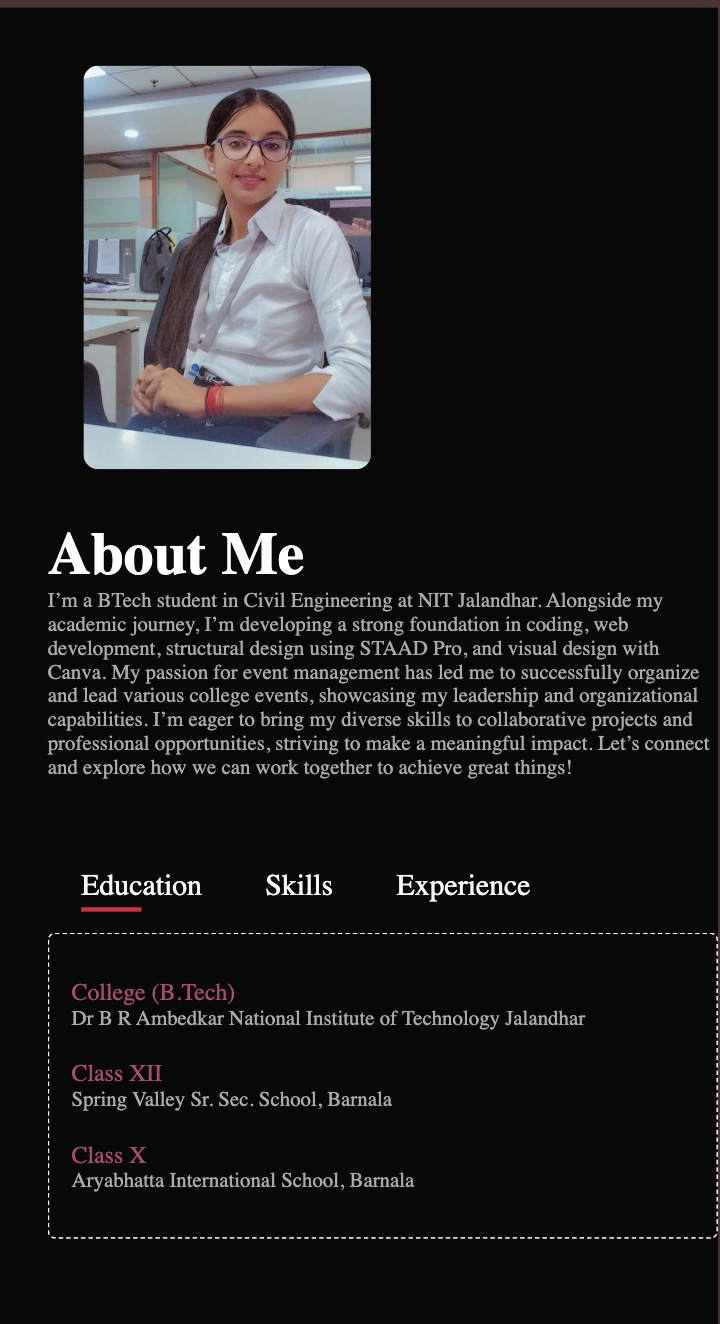 About Me
I’m a BTech student in Civil Engineering at NIT Jalandhar. Alongside my
academic journey, I’m developing a strong foundation in coding, web
development, structural design using STAAD Pro, and visual design with
Canva. My passion for event management has led me to successfully organize
and lead various college events, showcasing my leadership and organizational
capabilities. I’m eager to bring my diverse skills to collaborative projects and
professional opportunities, striving to make a meaningful impact. Let’s connect
and explore how we can work together to achieve great things!
Education Skills Experience
College (B.Tech)
Dr B R Ambedkar National Institute of Technology Jalandhar
Class XII
Spring Valley Sr. Sec. School, Barnala
Class X
Aryabhatta International School, Barnala